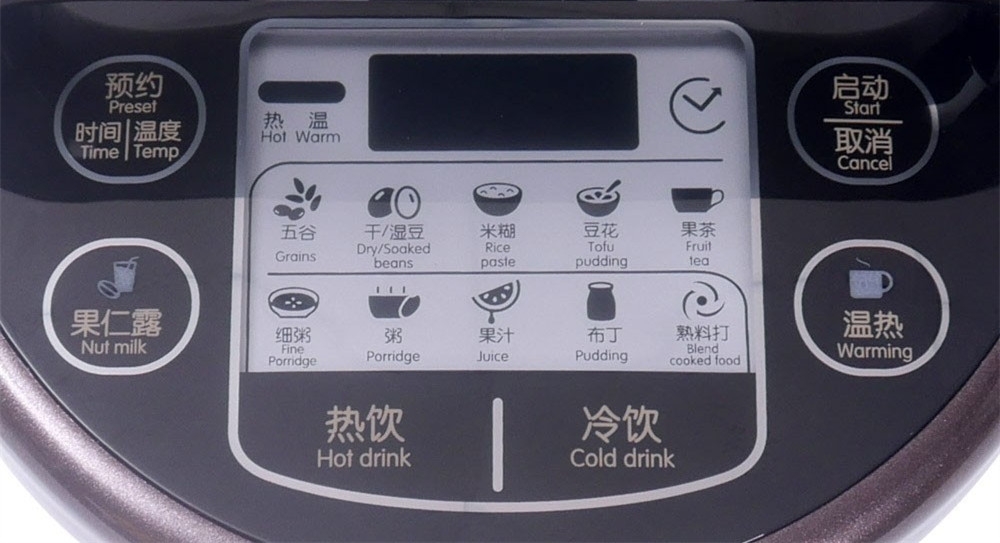 预约
Preset
时间 | 温度
Time | Temp
热 温
Hot Warm
启动
Start
取消
Cancel
五谷
Grains
干/湿豆
Dry/Soaked
beans
米糊
Rice
paste
豆花
Tofu
pudding
果茶
Fruit
tea
果仁露
Nut milk
细粥
Fine
Porridge
粥
Porridge
果汁
Juice
布丁
Pudding
熟料打
Blend
cooked food
温热
Warming
热饮
Hot drink
冷饮
Cold drink